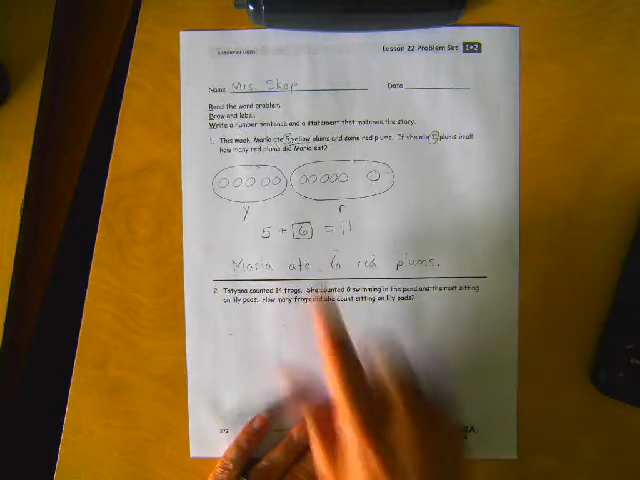 Lesson 22 Problem Set 1•2
Name Mrs. Skop Date
Read the word problem.
Draw and label.
Write a number sentence and a statement that matches the story.
1. This week, Maria ate 5 yellow plums and some red plums. If she ate 11 plums in all,
how many red plums did Maria eat?
y r
5 + 6 = 11
Maria ate 6 red plums.
2. Tatyana counted 14 frogs. She counted 8 swimming in the pond and the rest sitting
on lily pads. How many frogs did she count sitting on lily pads?